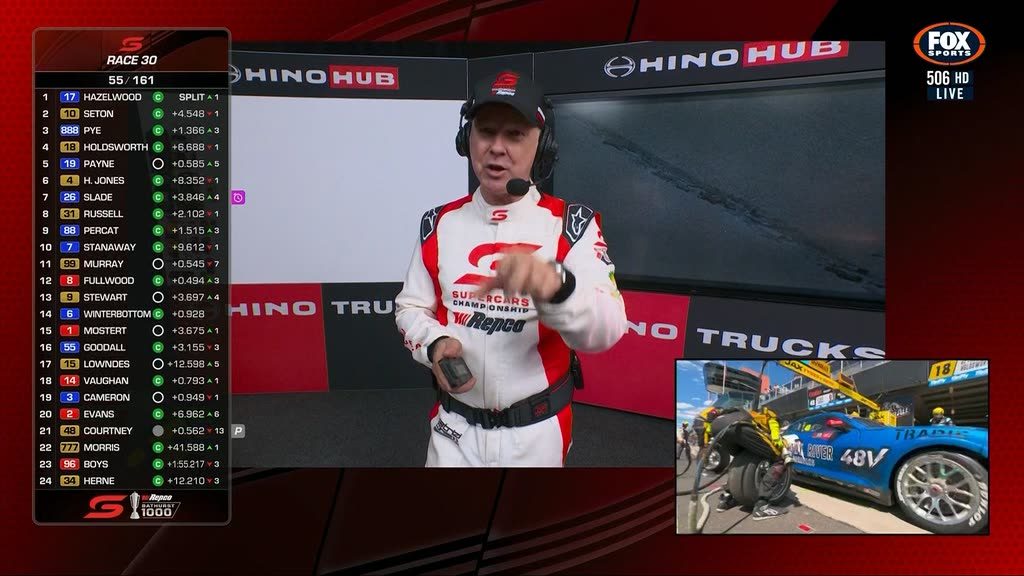 RACE 30
55/161
1 17 HAZELWOOD C SPLIT 1
2 10 SETON C +4.548 1
3 888 PYE C +1.366 3
4 18 HOLDSWORTH C +6.688 1
5 19 PAYNE +0.585 5
6 4 H. JONES C +8.352 1
7 26 SLADE C +3.846 4
8 31 RUSSELL C +2.102 1
9 88 PERCAT C +1.515 3
10 7 STANAWAY C +9.612 1
11 99 MURRAY +0.545 7
12 8 FULLWOOD C +0.494 3
13 9 STEWART +3.697 4
14 6 WINTERBOTTOM C +0.928
15 1 MOSTERT +3.675 1
16 55 GOODALL C +3.155 3
17 15 LOWNDES +12.598 5
18 14 VAUGHAN C +0.793 1
19 3 CAMERON +0.949 1
20 2 EVANS C +6.962 6
21 48 COURTNEY +0.562 13 P
22 777 MORRIS C +41.588 1
23 96 BOYS C +1:55.217 3
24 34 HERNE C +12.210 3
Repco
BATHURST
1000
HINO HUB
HINO HUB
FOX
SPORTS
506 HD
LIVE
Repco
SUPERCARS
CHAMPIONSHIP
Repco
HINO
TRU
NO
TRUCKS
18
RIVER
48V